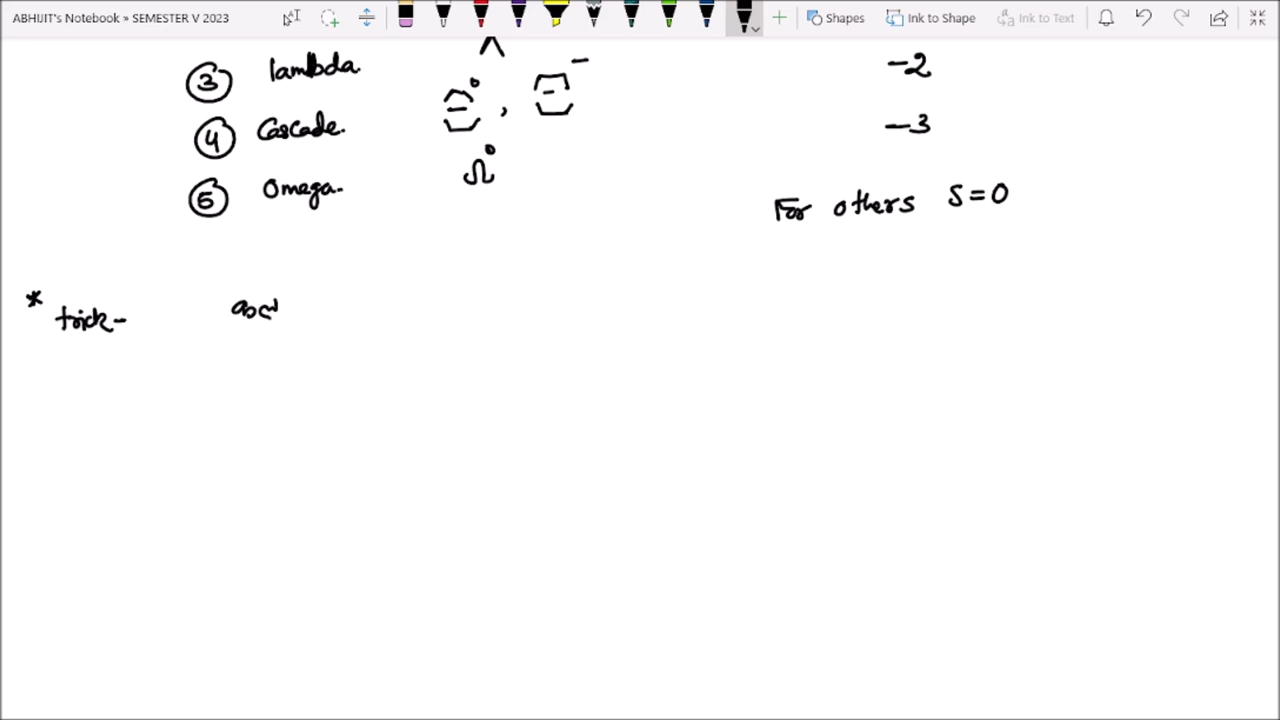 ABHIJIT's Notebook » SEMESTER V 2023
Shapes
Ink to Shape
Ink to Text
Λ
③ lambda. -2
④ Cascade. Ξ⁰, Ξ⁻ -3
⑤ Omega. Ω⁰
For others S=0
* trick-